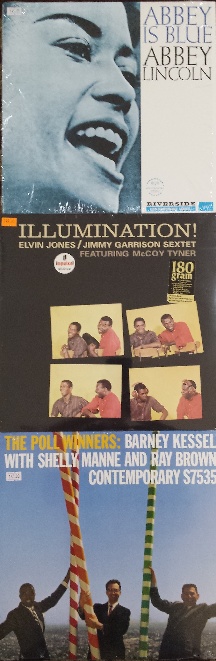 ABBEY
IS BLUE
ABBEY
LINCOLN
RIVERSIDE
ILLUMINATION!
ELVIN JONES/JIMMY GARRISON SEXTET
FEATURING McCOY TYNER
impulse!
180
gram
THE POLL WINNERS: BARNEY KESSEL
WITH SHELLY MANNE AND RAY BROWN
CONTEMPORARY S7535